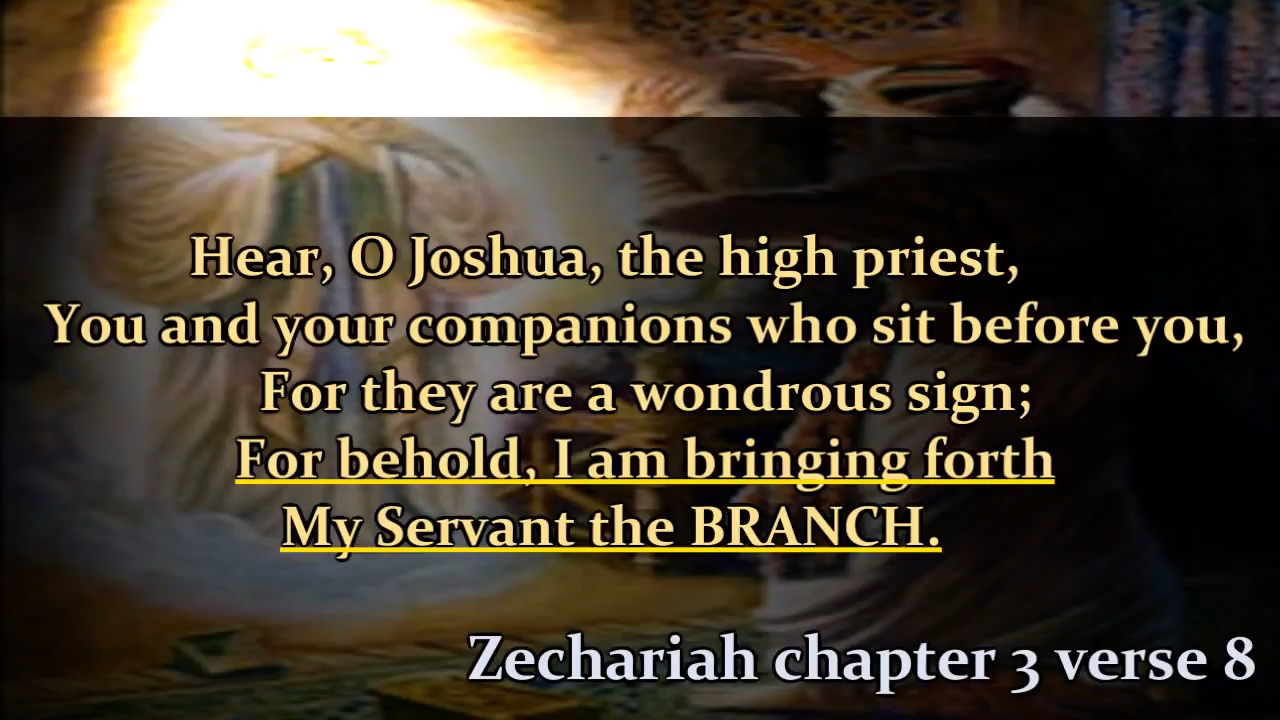 Hear, O Joshua, the high priest,
You and your companions who sit before you,
For they are a wondrous sign;
For behold, I am bringing forth
My Servant the BRANCH.
Zechariah chapter 3 verse 8